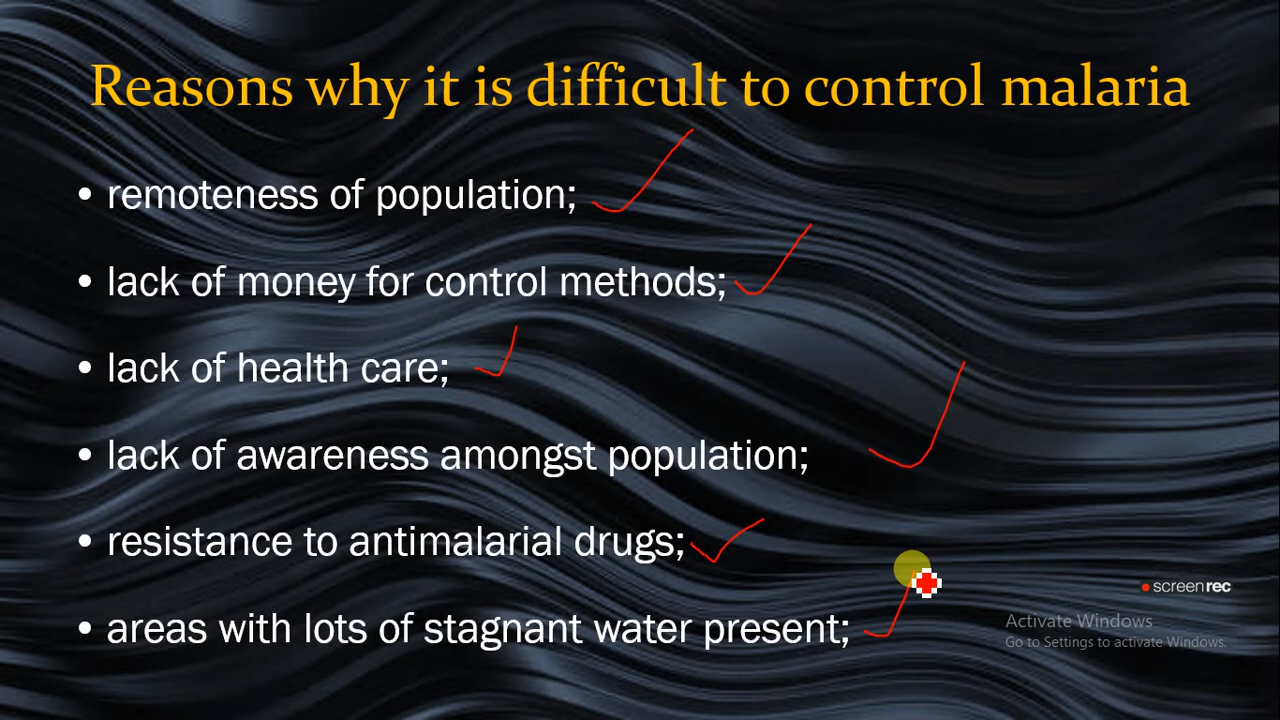 Reasons why it is difficult to control malaria
• remoteness of population;
• lack of money for control methods;
• lack of health care;
• lack of awareness amongst population;
• resistance to antimalarial drugs;
• areas with lots of stagnant water present;
screenrec
Activate Windows
Go to Settings to activate Windows.